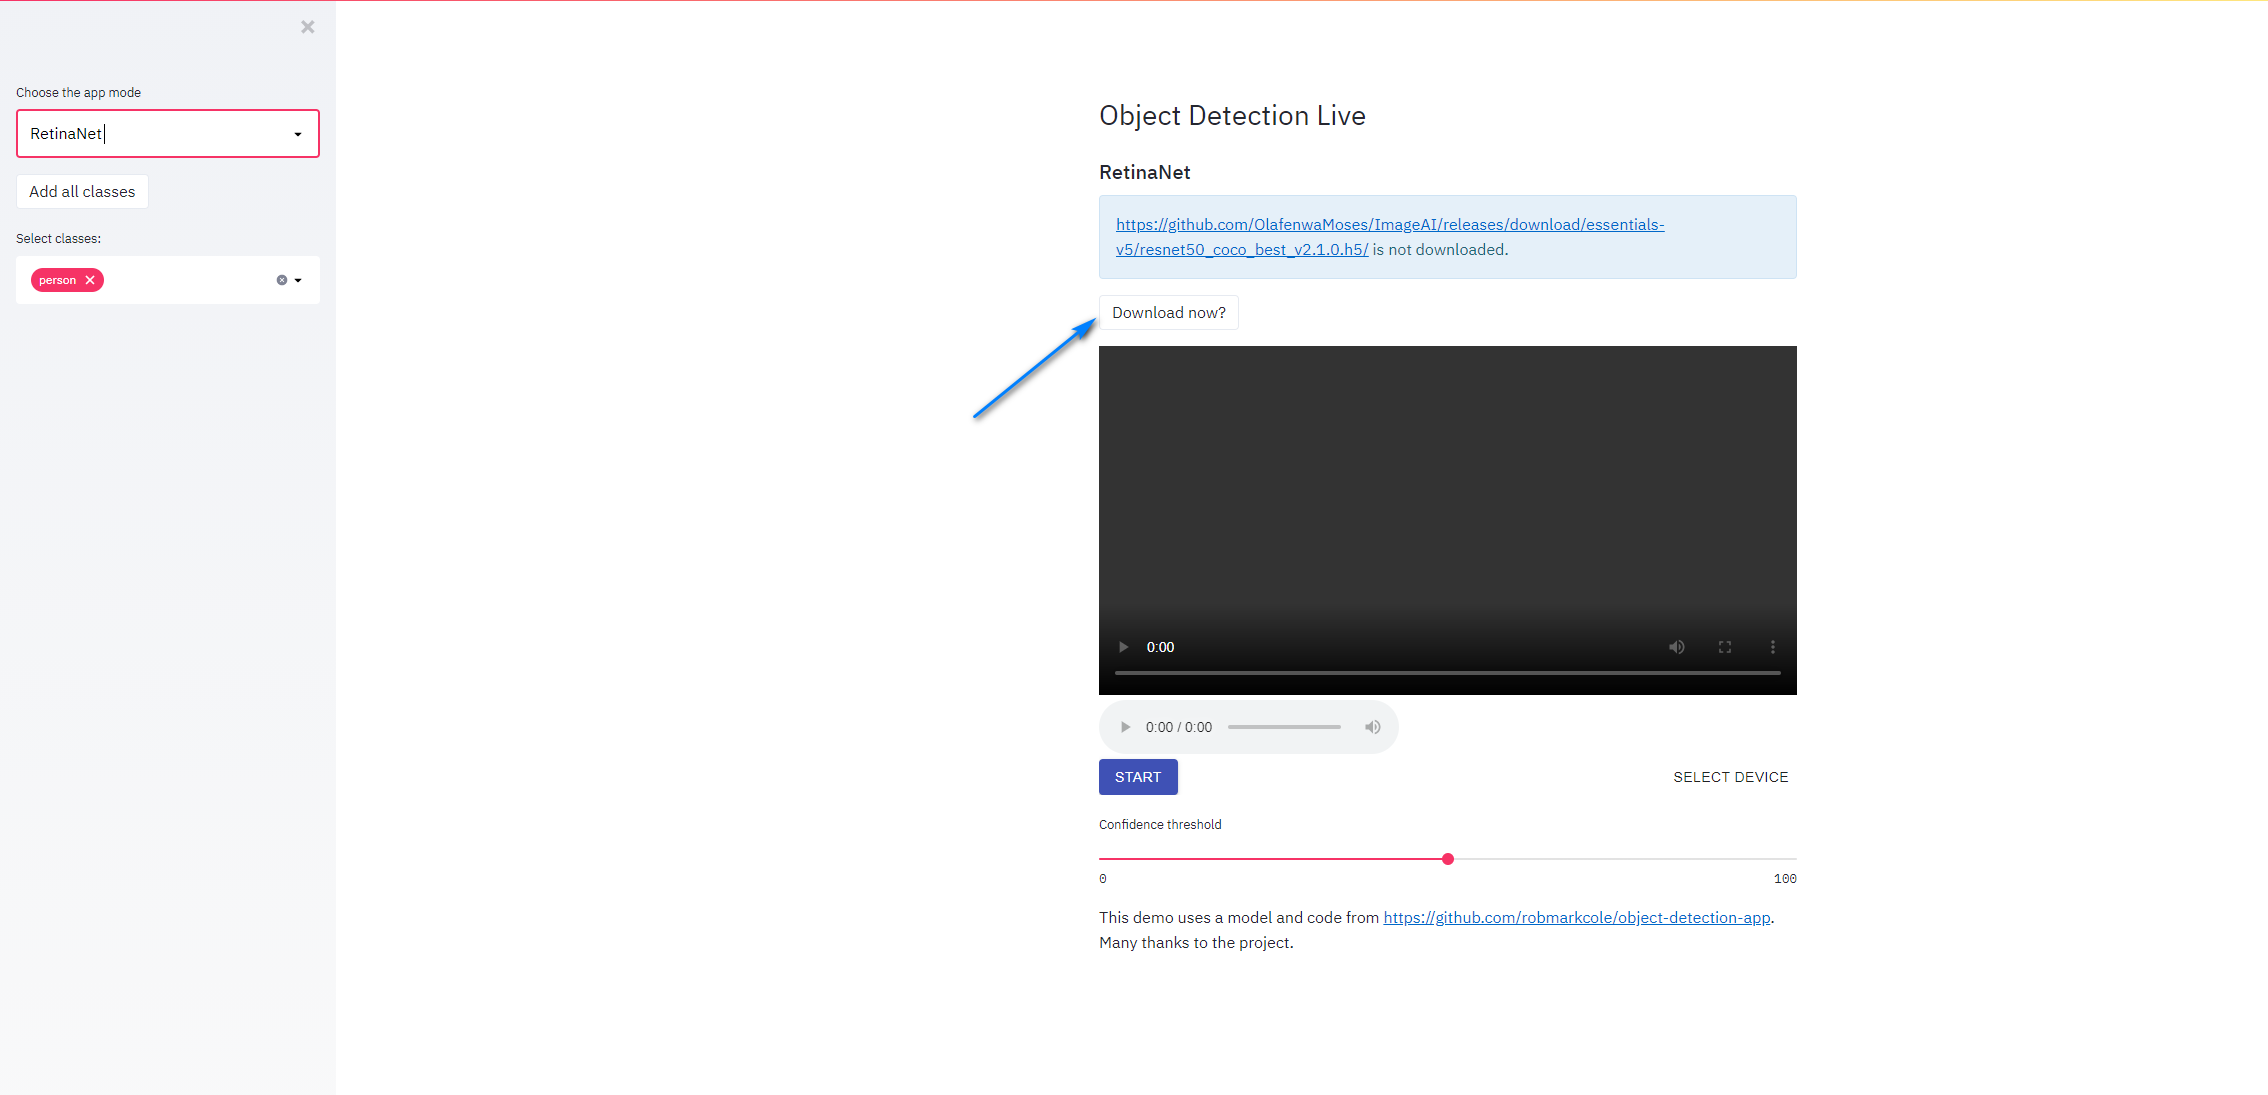 Choose the app mode
RetinaNet
Add all classes
Select classes:
person
Object Detection Live
RetinaNet
https://github.com/OlafenwaMoses/ImageAI/releases/download/essentials-
v5/resnet50_coco_best_v2.1.0.h5/ is not downloaded.
Download now?
0:00
0:00 / 0:00
START
SELECT DEVICE
Confidence threshold
0
100
This demo uses a model and code from https://github.com/robmarkcole/object-detection-app.
Many thanks to the project.